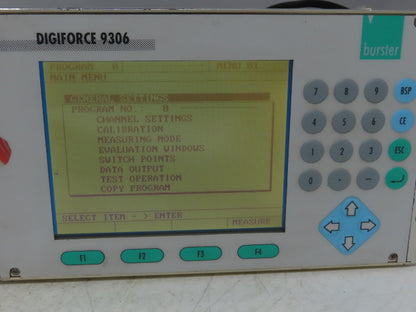 DIGIFORCE 9306
burster
PROGRAM 0 MENU 01
MAIN MENU
GENERAL SETTINGS
PROGRAM NO.: 0
CHANNEL SETTINGS
CALIBRATION
MEASURING MODE
EVALUATION WINDOWS
SWITCH POINTS
DATA OUTPUT
TEST OPERATION
COPY PROGRAM
SELECT ITEM - > ENTER
MEASURE
F1 F2 F3 F4
7 8 9 BSP
4 5 6 CE
1 2 3 ESC
0 . -